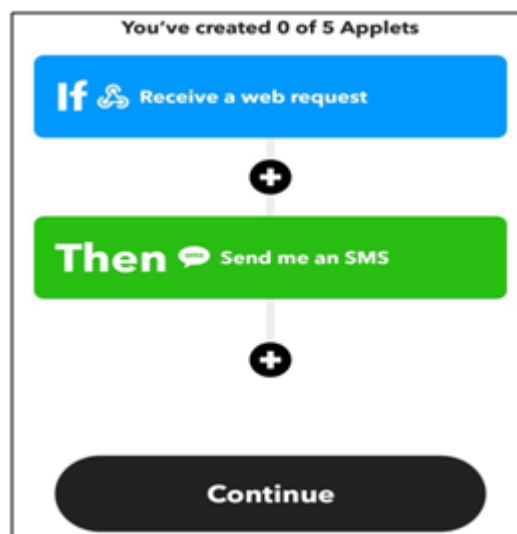 You've created 0 of 5 Applets
If Receive a web request
Then Send me an SMS
Continue